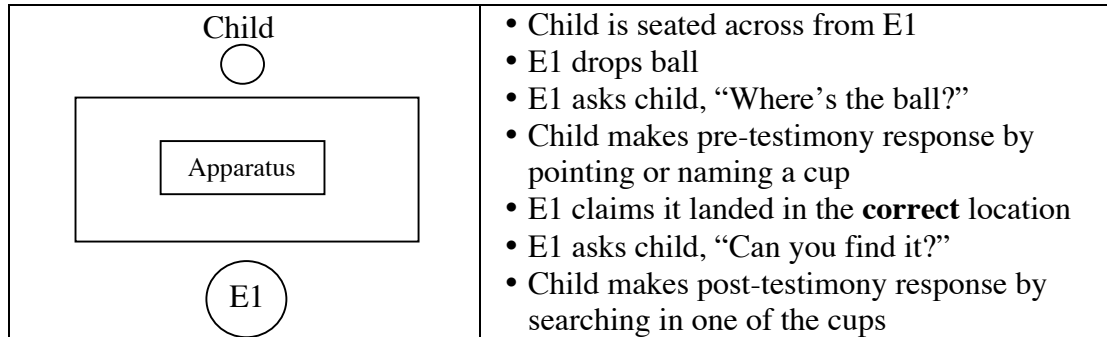 Child
Apparatus
E1
• Child is seated across from E1
• E1 drops ball
• E1 asks child, “Where’s the ball?”
• Child makes pre-testimony response by
pointing or naming a cup
• E1 claims it landed in the correct location
• E1 asks child, “Can you find it?”
• Child makes post-testimony response by
searching in one of the cups